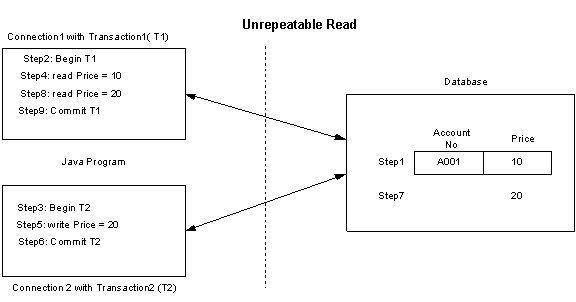 Unrepeatable Read
Connection1 with Transaction1( T1)
Step2: Begin T1
Step4: read Price = 10
Step8: read Price = 20
Step9: Commit T1
Java Program
Step3: Begin T2
Step5: write Price = 20
Step6: Commit T2
Connection 2 with Transaction2 (T2)
Database
Account No Price
Step1 A001 10
Step7 20